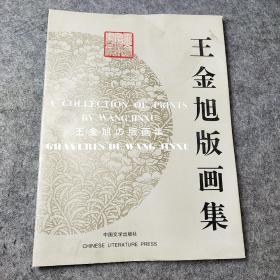 王金旭版画集
A COLLECTION OF PRINTS
BY WANG JINXU
王金旭の版画集
GRAVURES DE WANG JINXU
中国文学出版社
CHINESE LITERATURE PRESS